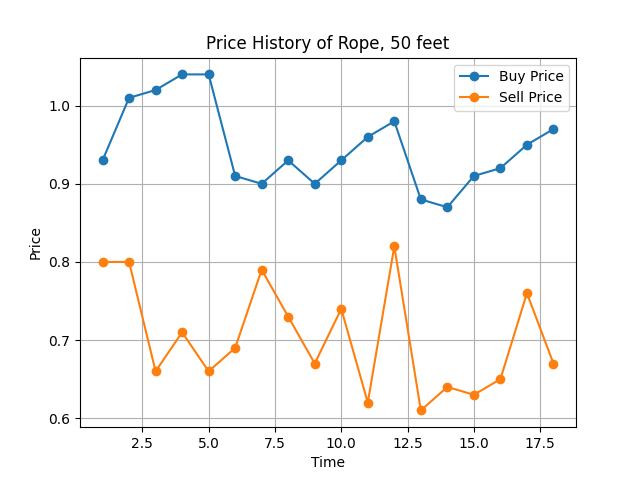 Price History of Rope, 50 feet
Buy Price
Sell Price
Price
1.0
0.9
0.8
0.7
0.6
2.5 5.0 7.5 10.0 12.5 15.0 17.5
Time